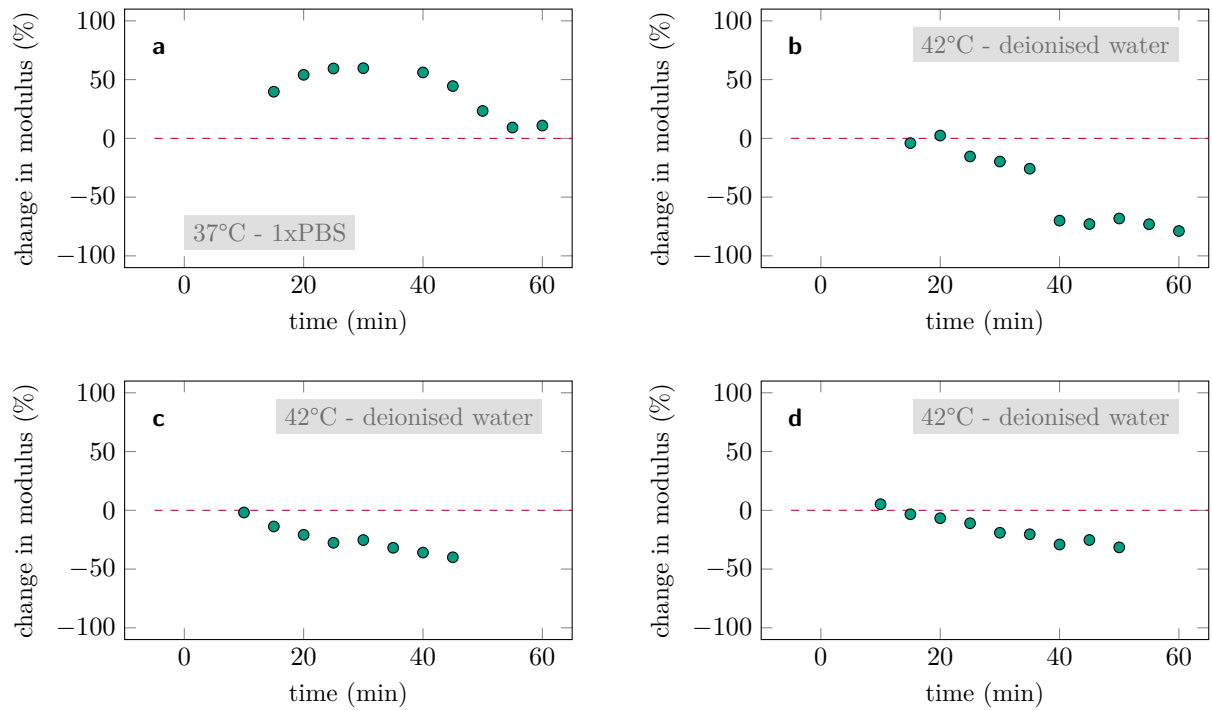 100
50
0
−50
−100
change in modulus (%)
a
37°C - 1xPBS
0
20
40
60
time (min)
100
50
0
−50
−100
change in modulus (%)
b
42°C - deionised water
0
20
40
60
time (min)
100
50
0
−50
−100
change in modulus (%)
c
42°C - deionised water
0
20
40
60
time (min)
100
50
0
−50
−100
change in modulus (%)
d
42°C - deionised water
0
20
40
60
time (min)